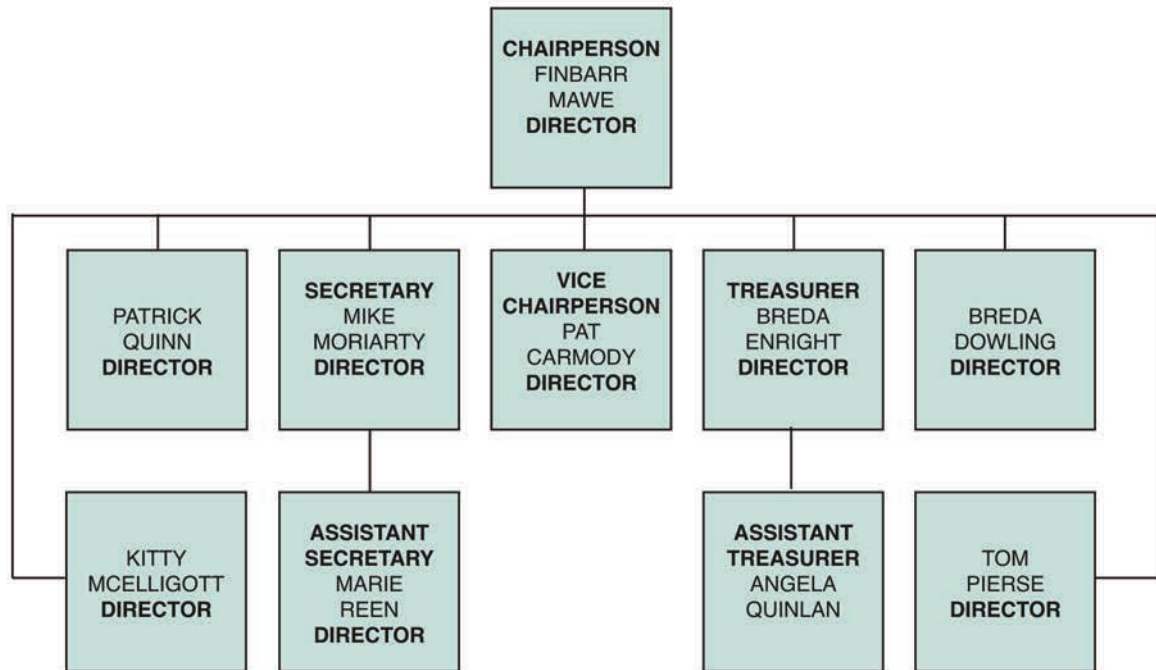 CHAIRPERSON
FINBARR
MAWE
DIRECTOR
PATRICK
QUINN
DIRECTOR
SECRETARY
MIKE
MORIARTY
DIRECTOR
VICE
CHAIRPERSON
PAT
CARMODY
DIRECTOR
TREASURER
BREDA
ENRIGHT
DIRECTOR
BREDA
DOWLING
DIRECTOR
KITTY
MCELLIGOTT
DIRECTOR
ASSISTANT
SECRETARY
MARIE
REEN
DIRECTOR
ASSISTANT
TREASURER
ANGELA
QUINLAN
TOM
PIERSE
DIRECTOR